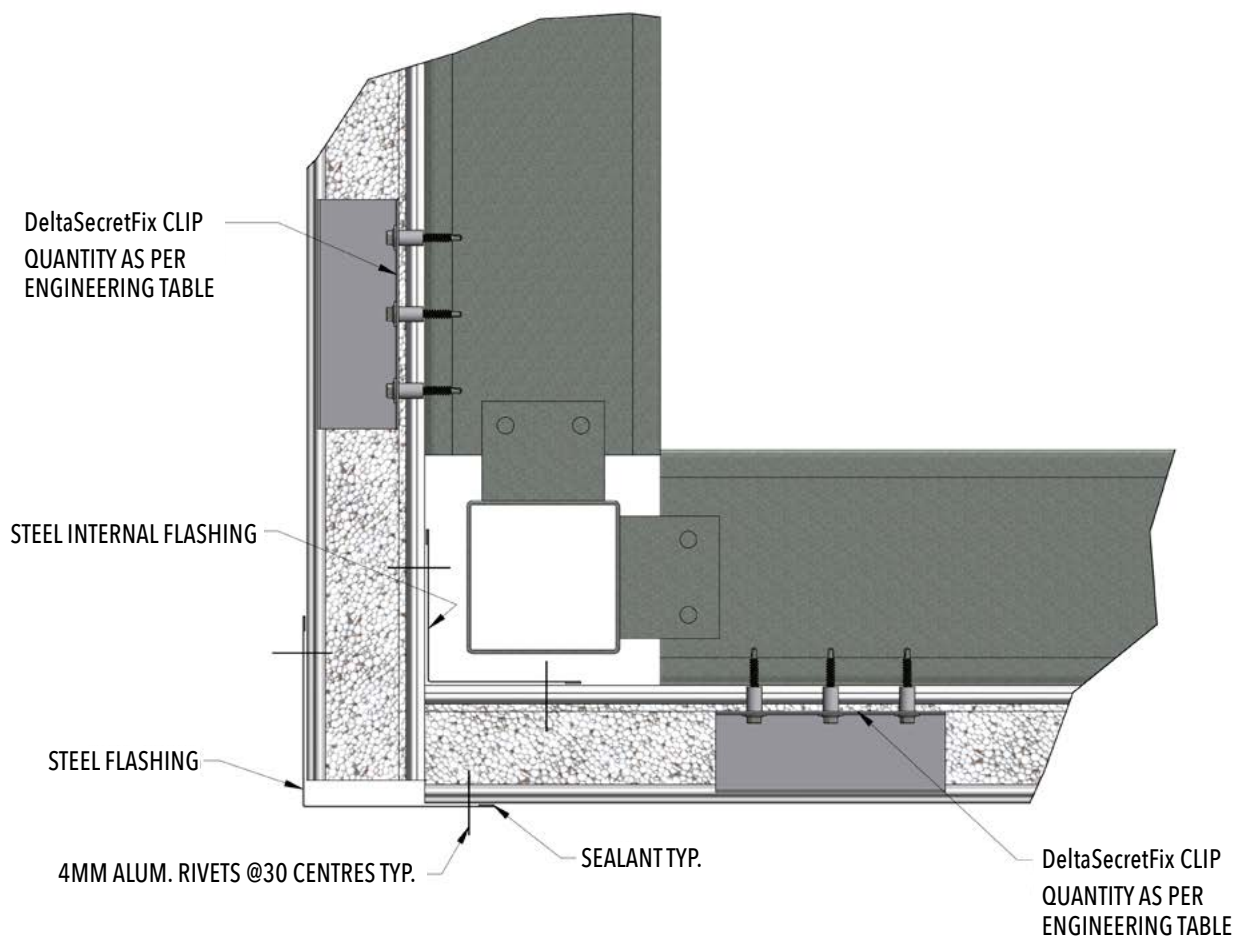 DeltaSecretFix CLIP
QUANTITY AS PER
ENGINEERING TABLE
STEEL INTERNAL FLASHING
STEEL FLASHING
4MM ALUM. RIVETS @30 CENTRES TYP.
SEALANT TYP.
DeltaSecretFix CLIP
QUANTITY AS PER
ENGINEERING TABLE